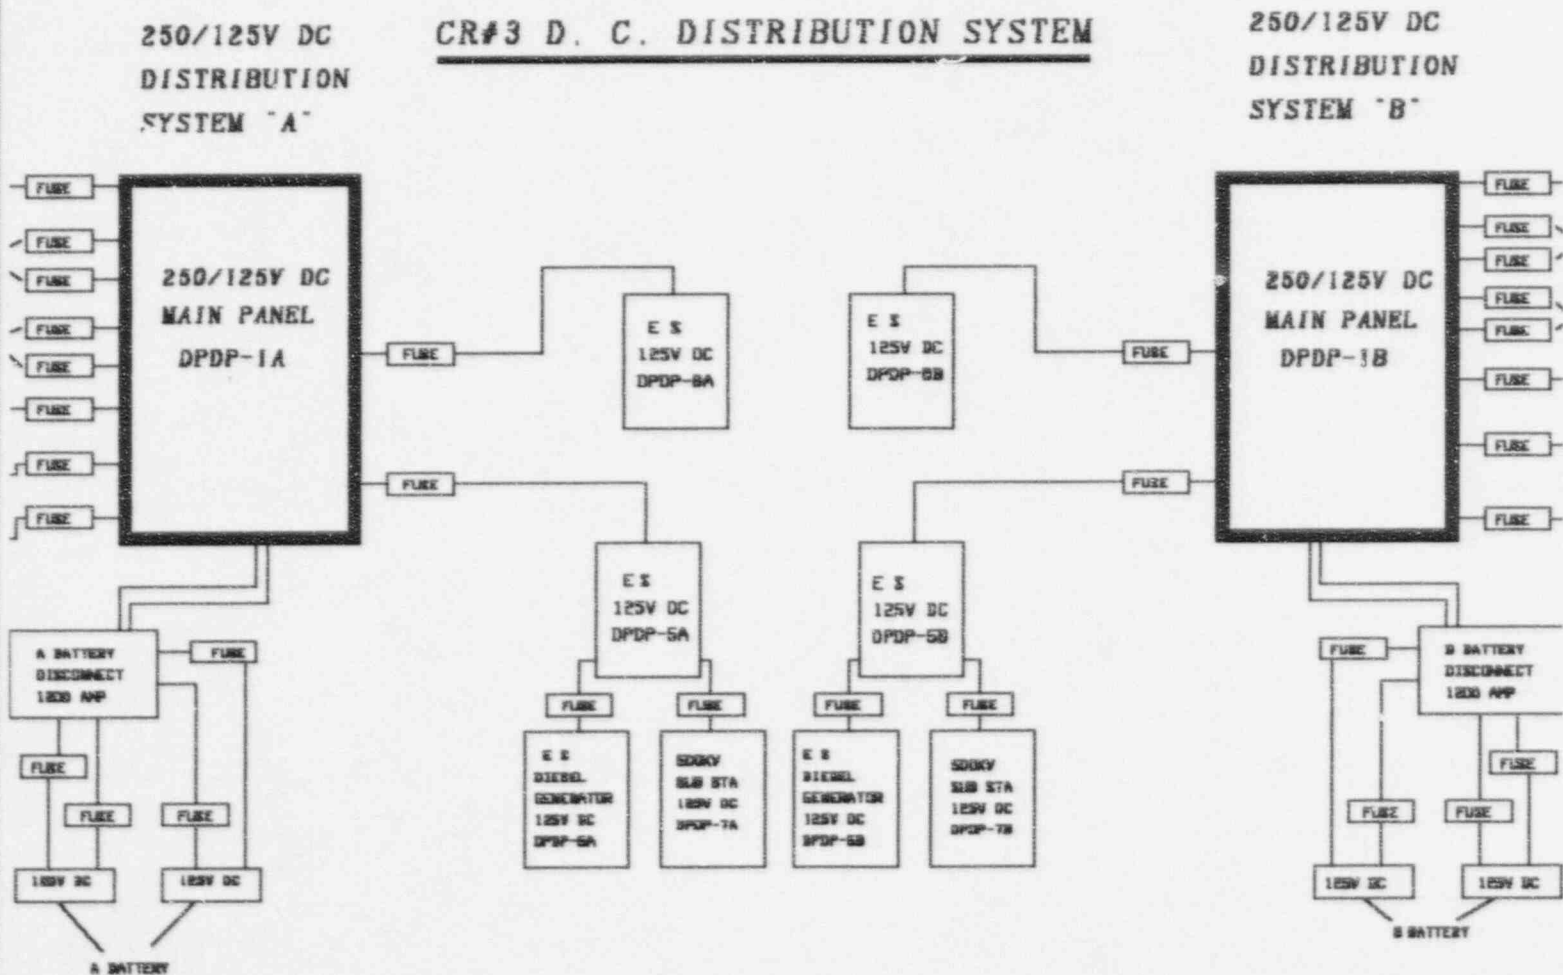 CR#3 D. C. DISTRIBUTION SYSTEM
250/125V DC
DISTRIBUTION
SYSTEM "A"
250/125V DC
DISTRIBUTION
SYSTEM "B"
FUSE
FUSE
FUSE
FUSE
FUSE
FUSE
FUSE
FUSE
250/125V DC
MAIN PANEL
DPDP-1A
FUSE
FUSE
E S
125V DC
DPDP-8A
E S
125V DC
DPDP-8B
FUSE
FUSE
250/125V DC
MAIN PANEL
DPDP-1B
FUSE
FUSE
FUSE
FUSE
FUSE
FUSE
FUSE
FUSE
E S
125V DC
DPDP-5A
E S
125V DC
DPDP-5B
A BATTERY
DISCONNECT
1200 AMP
FUSE
FUSE
FUSE
FUSE
125V DC
125V DC
A BATTERY
FUSE
FUSE
FUSE
FUSE
E S
DIESEL
GENERATOR
125V DC
DPDP-6A
500KV
SUB STA
125V DC
DPDP-7A
E S
DIESEL
GENERATOR
125V DC
DPDP-6B
500KV
SUB STA
125V DC
DPDP-7B
FUSE
B BATTERY
DISCONNECT
1200 AMP
FUSE
FUSE
FUSE
125V DC
125V DC
B BATTERY